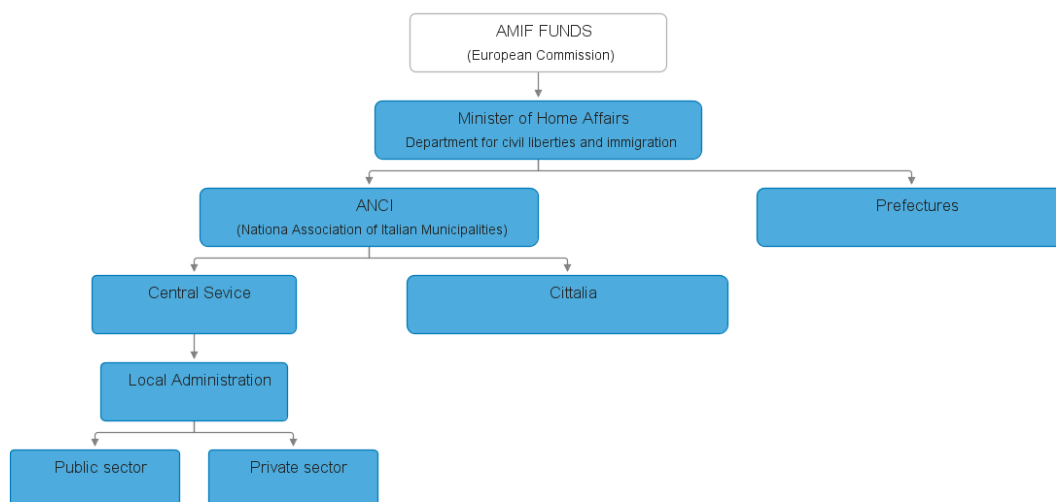 AMIF FUNDS
(European Commission)
Minister of Home Affairs
Department for civil liberties and immigration
ANCI
(Nationa Association of Italian Municipalities)
Prefectures
Central Sevice
Cittalia
Local Administration
Public sector
Private sector